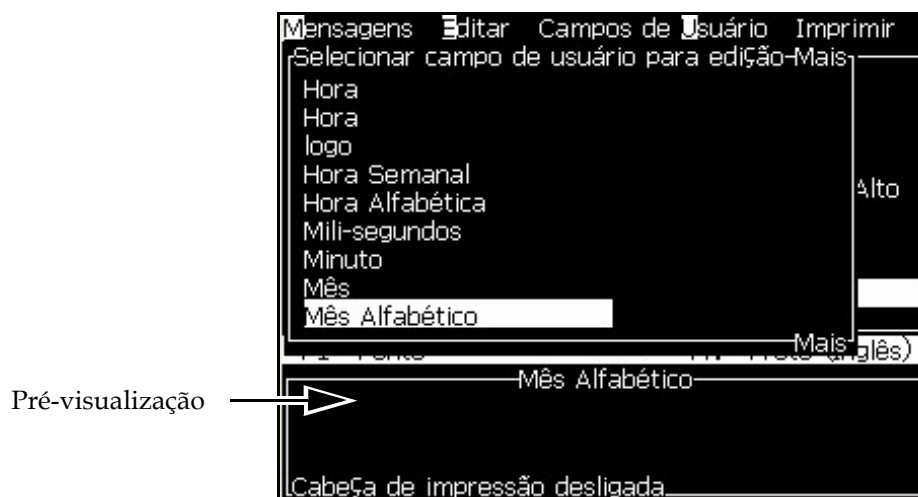 Mensagens Editar Campos de Usuário Imprimir
Selecionar campo de usuário para edição Mais
Hora
Hora
logo
Hora Semanal
Hora Alfabética
Alto
Mili-segundos
Minuto
Mês
Mês Alfabético
Mais
glês)
Mês Alfabético
Pré-visualização
Cabeça de impressão desligada